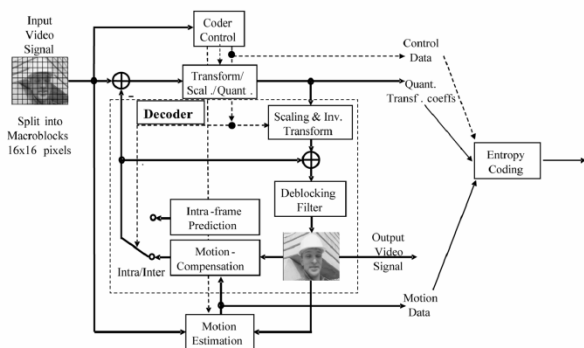 Input
Video
Signal
Coder
Control
Control
Data
Transform/
Scal./Quant.
Quant.
Transf. coeffs
Split into
Macroblocks
16x16 pixels
Decoder
Scaling & Inv.
Transform
Entropy
Coding
Deblocking
Filter
Intra-frame
Prediction
Output
Video
Signal
Motion-
Compensation
Intra/Inter
Motion
Data
Motion
Estimation